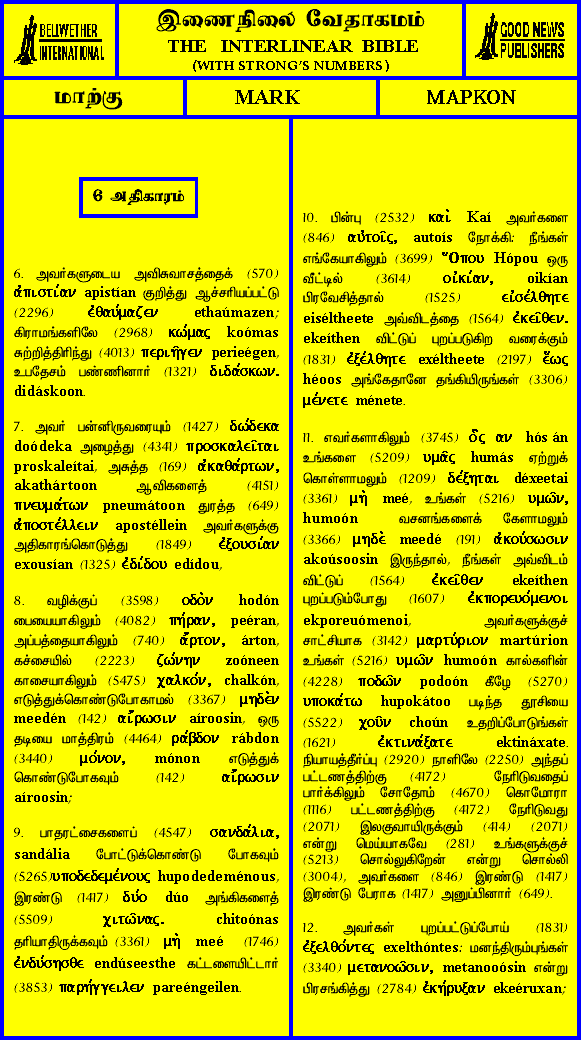 BELLWETHER
INTERNATIONAL
இணைநிலை வேதாகமம்
THE INTERLINEAR BIBLE
(WITH STRONG'S NUMBERS)
GOOD NEWS
PUBLISHERS
மாற்கு
MARK
ΜΑΡΚΟΝ
6 அதிகாரம்
6. அவர்களுடைய அவிசுவாசத்தைக் (570)
ἀπιστίαν apistían குறித்து ஆச்சரியப்பட்டு
(2296) ἐθαύμαζεν ethaúmazen;
கிராமங்களிலே (2968) κώμας koómas
சுற்றித்திரிந்து (4013) περιῆγεν perieégen,
உபதேசம் பண்ணினார் (1321) διδάσκων.
didáskoon.
7. அவர் பன்னிருவரையும் (1427) δώδεκα
doódeka அழைத்து (4341) προσκαλεῖται
proskaleítai, அசுத்த (169) ἀκαθάρτων,
akathártoon ஆவிகளைத் (4151)
πνευμάτων pneumátoon துரத்த (649)
ἀποστέλλειν apostéllein அவர்களுக்கு
அதிகாரங்கொடுத்து (1849) ἐξουσίαν
exousían (1325) ἐδίδου edídou,
8. வழிக்குப் (3598) ὁδὸν hodón
பையையாகிலும் (4082) πήραν, peéran,
அப்பத்தையாகிலும் (740) ἄρτον, árton,
கச்சையில் (2223) ζώνην zoóneen
காசையாகிலும் (5475) χαλκόν, chalkón,
எடுத்துக்கொண்டுபோகாமல் (3367) μηδὲν
meedén (142) αἴρωσιν aíroosin, ஒரு
தடியை மாத்திரம் (4464) ράβδον rábdon
(3440) μόνον, mónon எடுத்துக்
கொண்டுபோகவும் (142) αἴρωσιν
aíroosin;
9. பாதரட்சைகளைப் (4547) σανδάλια,
sandália போட்டுக்கொண்டு போகவும்
(5265)/υποδεδεμένους hupodedeménous,
இரண்டு (1417) δύο dúo அங்கிகளைத்
(5509) χιτῶνας. chitoónas
தரியாதிருக்கவும் (3361) μὴ meé (1746)
ἐνδύσησθε endúseesthe கட்டளையிட்டார்
(3853) παρήγγειλεν pareéngeilen.
10. பின்பு (2532) καὶ Kaí அவர்களை
(846) αὐτοῖς, autoís நோக்கி: நீங்கள்
எங்கேயாகிலும் (3699) Ὅπου Hópou ஒரு
வீட்டில் (3614) οἰκίαν, oikían
பிரவேசித்தால் (1525) εἰσέλθητε
eiséltheete அவ்விடத்தை (1564) ἐκεῖθεν.
ekeíthen விட்டுப் புறப்படுகிற வரைக்கும்
(1831) ἐξέλθητε exéltheete (2197) ἕως
héoos அங்கேதானே தங்கியிருங்கள் (3306)
μένετε ménete.
11. எவர்களாகிலும் (3745) ὃς αν hós án
உங்களை (5209) υμᾶς humás ஏற்றுக்
கொள்ளாமலும் (1209) δέξηται déxeetai
(3361) μὴ meé, உங்கள் (5216) υμῶν,
humoón வசனங்களைக் கேளாமலும்
(3366) μηδὲ meedé (191) ἀκούσωσιν
akoúsoosin இருந்தால், நீங்கள் அவ்விடம்
விட்டுப் (1564) ἐκεῖθεν ekeíthen
புறப்படும்போது (1607) ἐκπορευόμενοι
ekporeuómenoi, அவர்களுக்குச்
சாட்சியாக (3142) μαρτύριον martúrion
உங்கள் (5216) υμῶν humoón கால்களின்
(4228) ποδῶν podoón கீழே (5270)
υποκάτω hupokátoo படிந்த தூசியை
(5522) χοῦν choún உதறிப்போடுங்கள்
(1621) ἐκτινάξατε ektináxate.
நியாயத்தீர்ப்பு (2920) நாளிலே (2250) அந்தப்
பட்டணத்திற்கு (4172) நேரிடுவதைப்
பார்க்கிலும் சோதோம் (4670) கொமோரா
(1116) பட்டணத்திற்கு (4172) நேரிடுவது
(2071) இலகுவாயிருக்கும் (414) (2071)
என்று மெய்யாகவே (281) உங்களுக்குச்
(5213) சொல்லுகிறேன் என்று சொல்லி
(3004), அவர்களை (846) இரண்டு (1417)
இரண்டு பேராக (1417) அனுப்பினார் (649).
12. அவர்கள் புறப்பட்டுப்போய் (1831)
ἐξελθόντες exelthóntes: மனந்திரும்புங்கள்
(3340) μετανοῶσιν, metanooósin என்று
பிரசங்கித்து (2784) ἐκήρυξαν ekeéruxan;